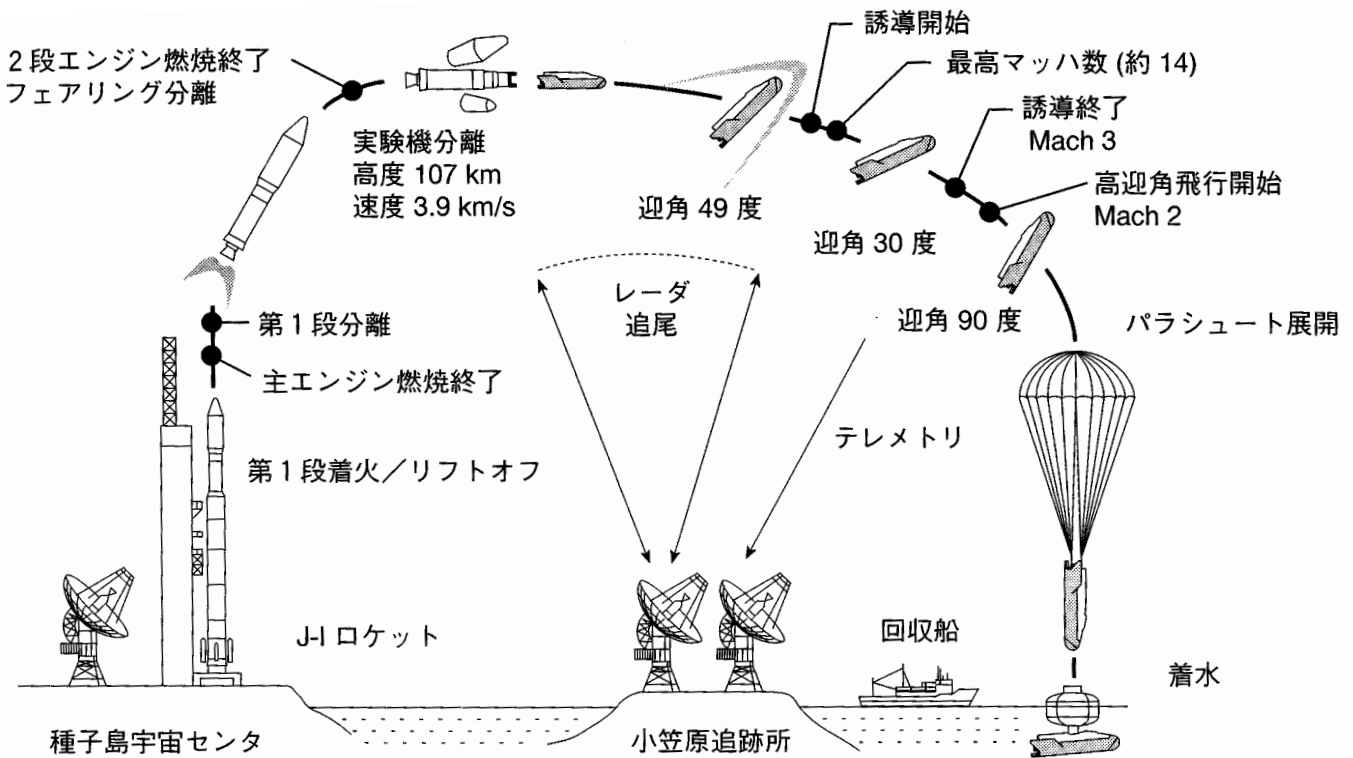 2段エンジン燃焼終了
フェアリング分離
実験機分離
高度 107 km
速度 3.9 km/s
誘導開始
最高マッハ数 (約 14)
誘導終了
Mach 3
高迎角飛行開始
Mach 2
迎角 49 度
迎角 30 度
迎角 90 度
レーダ
追尾
パラシュート展開
第1段分離
主エンジン燃焼終了
第1段着火／リフトオフ
テレメトリ
J-I ロケット
回収船
着水
種子島宇宙センタ
小笠原追跡所